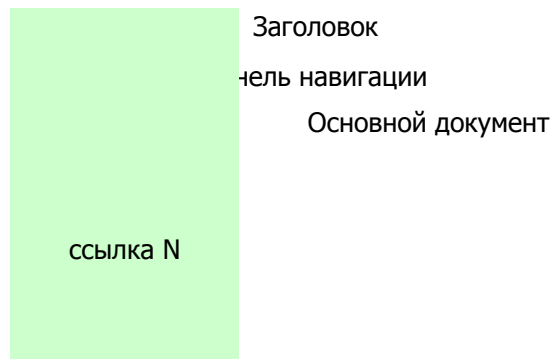 Заголовок
нель навигации
Основной документ
ссылка N